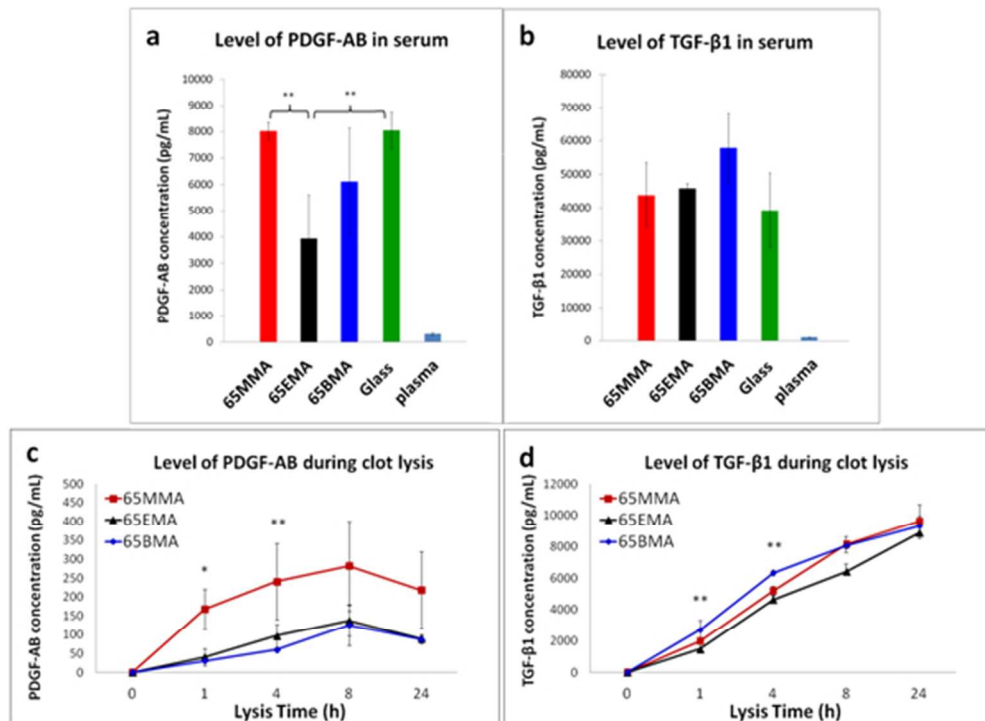 a
Level of PDGF-AB in serum
PDGF-AB concentration (pg/mL)
10000
9000
8000
7000
6000
5000
4000
3000
2000
1000
0
**
**
65MMA
65EMA
65BMA
Glass
plasma
b
Level of TGF-β1 in serum
TGF-β1 concentration (pg/mL)
80000
70000
60000
50000
40000
30000
20000
10000
0
65MMA
65EMA
65BMA
Glass
plasma
c
Level of PDGF-AB during clot lysis
PDGF-AB concentration (pg/mL)
500
450
400
350
300
250
200
150
100
50
0
65MMA
65EMA
65BMA
*
**
0 1 4 8 24
Lysis Time (h)
d
Level of TGF-β1 during clot lysis
TGF-β1 concentration (pg/mL)
12000
10000
8000
6000
4000
2000
0
65MMA
65EMA
65BMA
**
**
0 1 4 8 24
Lysis Time (h)